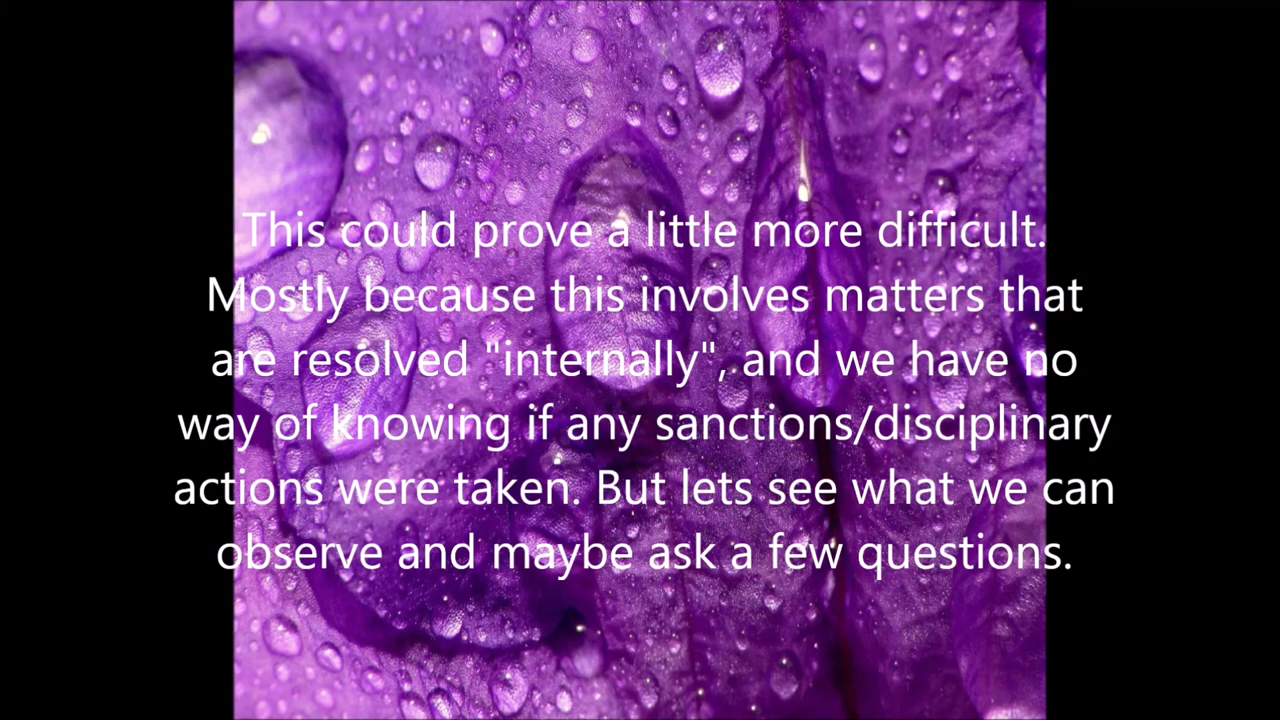 This could prove a little more difficult.
Mostly because this involves matters that
are resolved "internally", and we have no
way of knowing if any sanctions/disciplinary
actions were taken. But lets see what we can
observe and maybe ask a few questions.